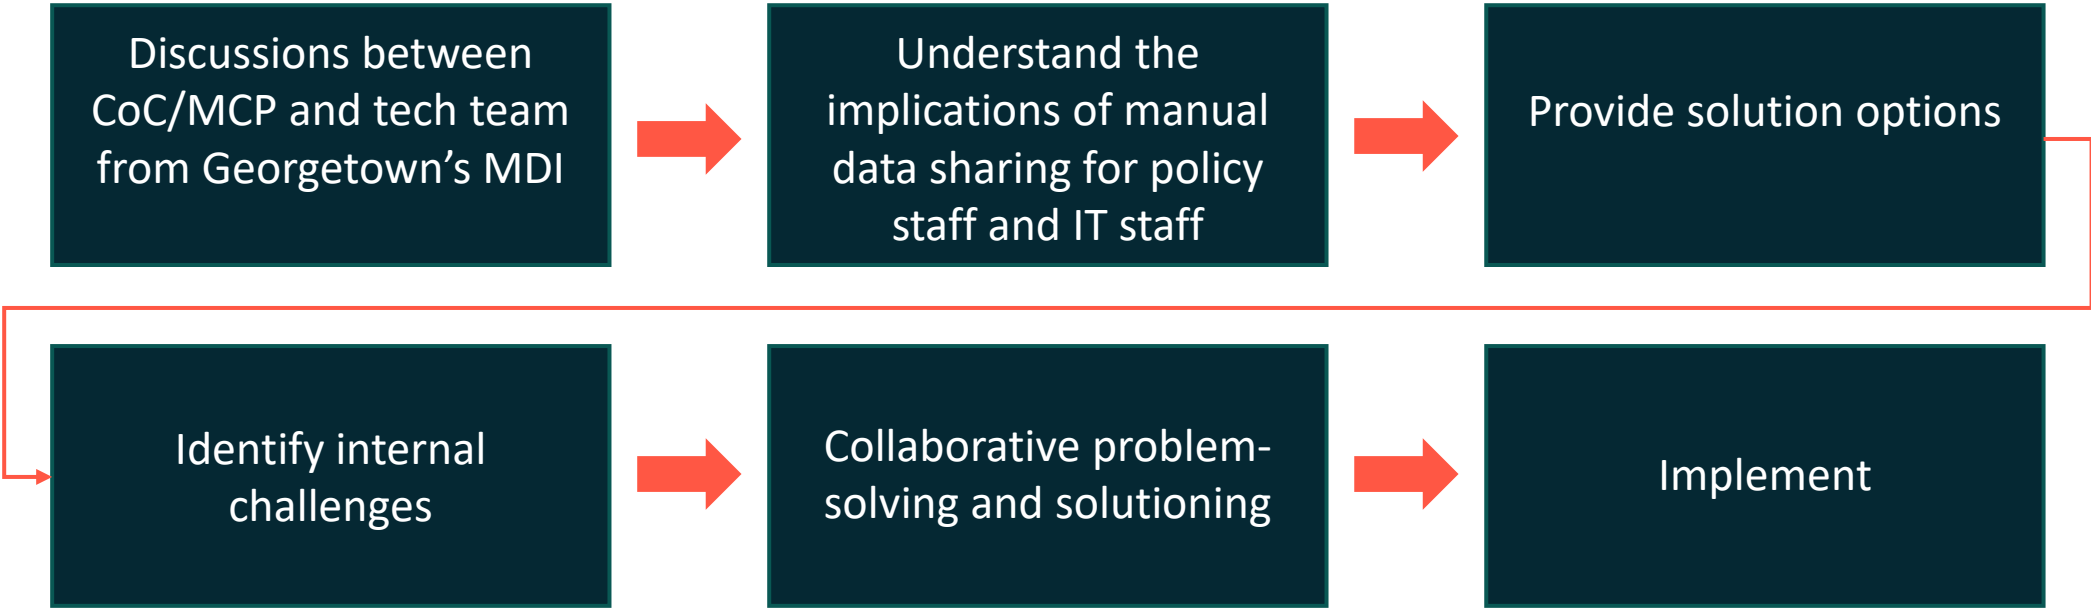 Discussions between
CoC/MCP and tech team
from Georgetown’s MDI
Understand the
implications of manual
data sharing for policy
staff and IT staff
Provide solution options
Identify internal
challenges
Collaborative problem-
solving and solutioning
Implement